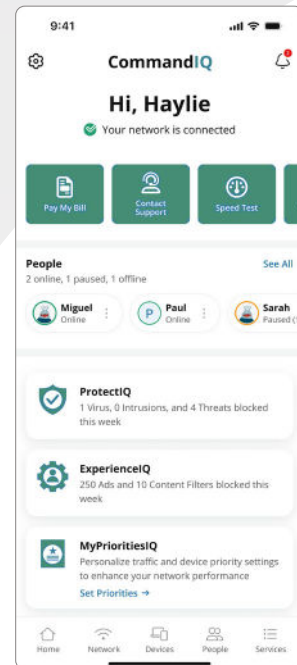 9:41
CommandIQ
Hi, Haylie
Your network is connected
Pay My Bill
Contact
Support
Speed Test
People
See All
2 online, 1 paused, 1 offline
Miguel
Online
P
Paul
Online
Sarah
Paused (
ProtectIQ
1 Virus, 0 Intrusions, and 4 Threats blocked
this week
ExperienceIQ
250 Ads and 10 Content Filters blocked this
week
MyPrioritiesIQ
Personalize traffic and device priority settings
to enhance your network performance
Set Priorities →
Home
Network
Devices
People
Services